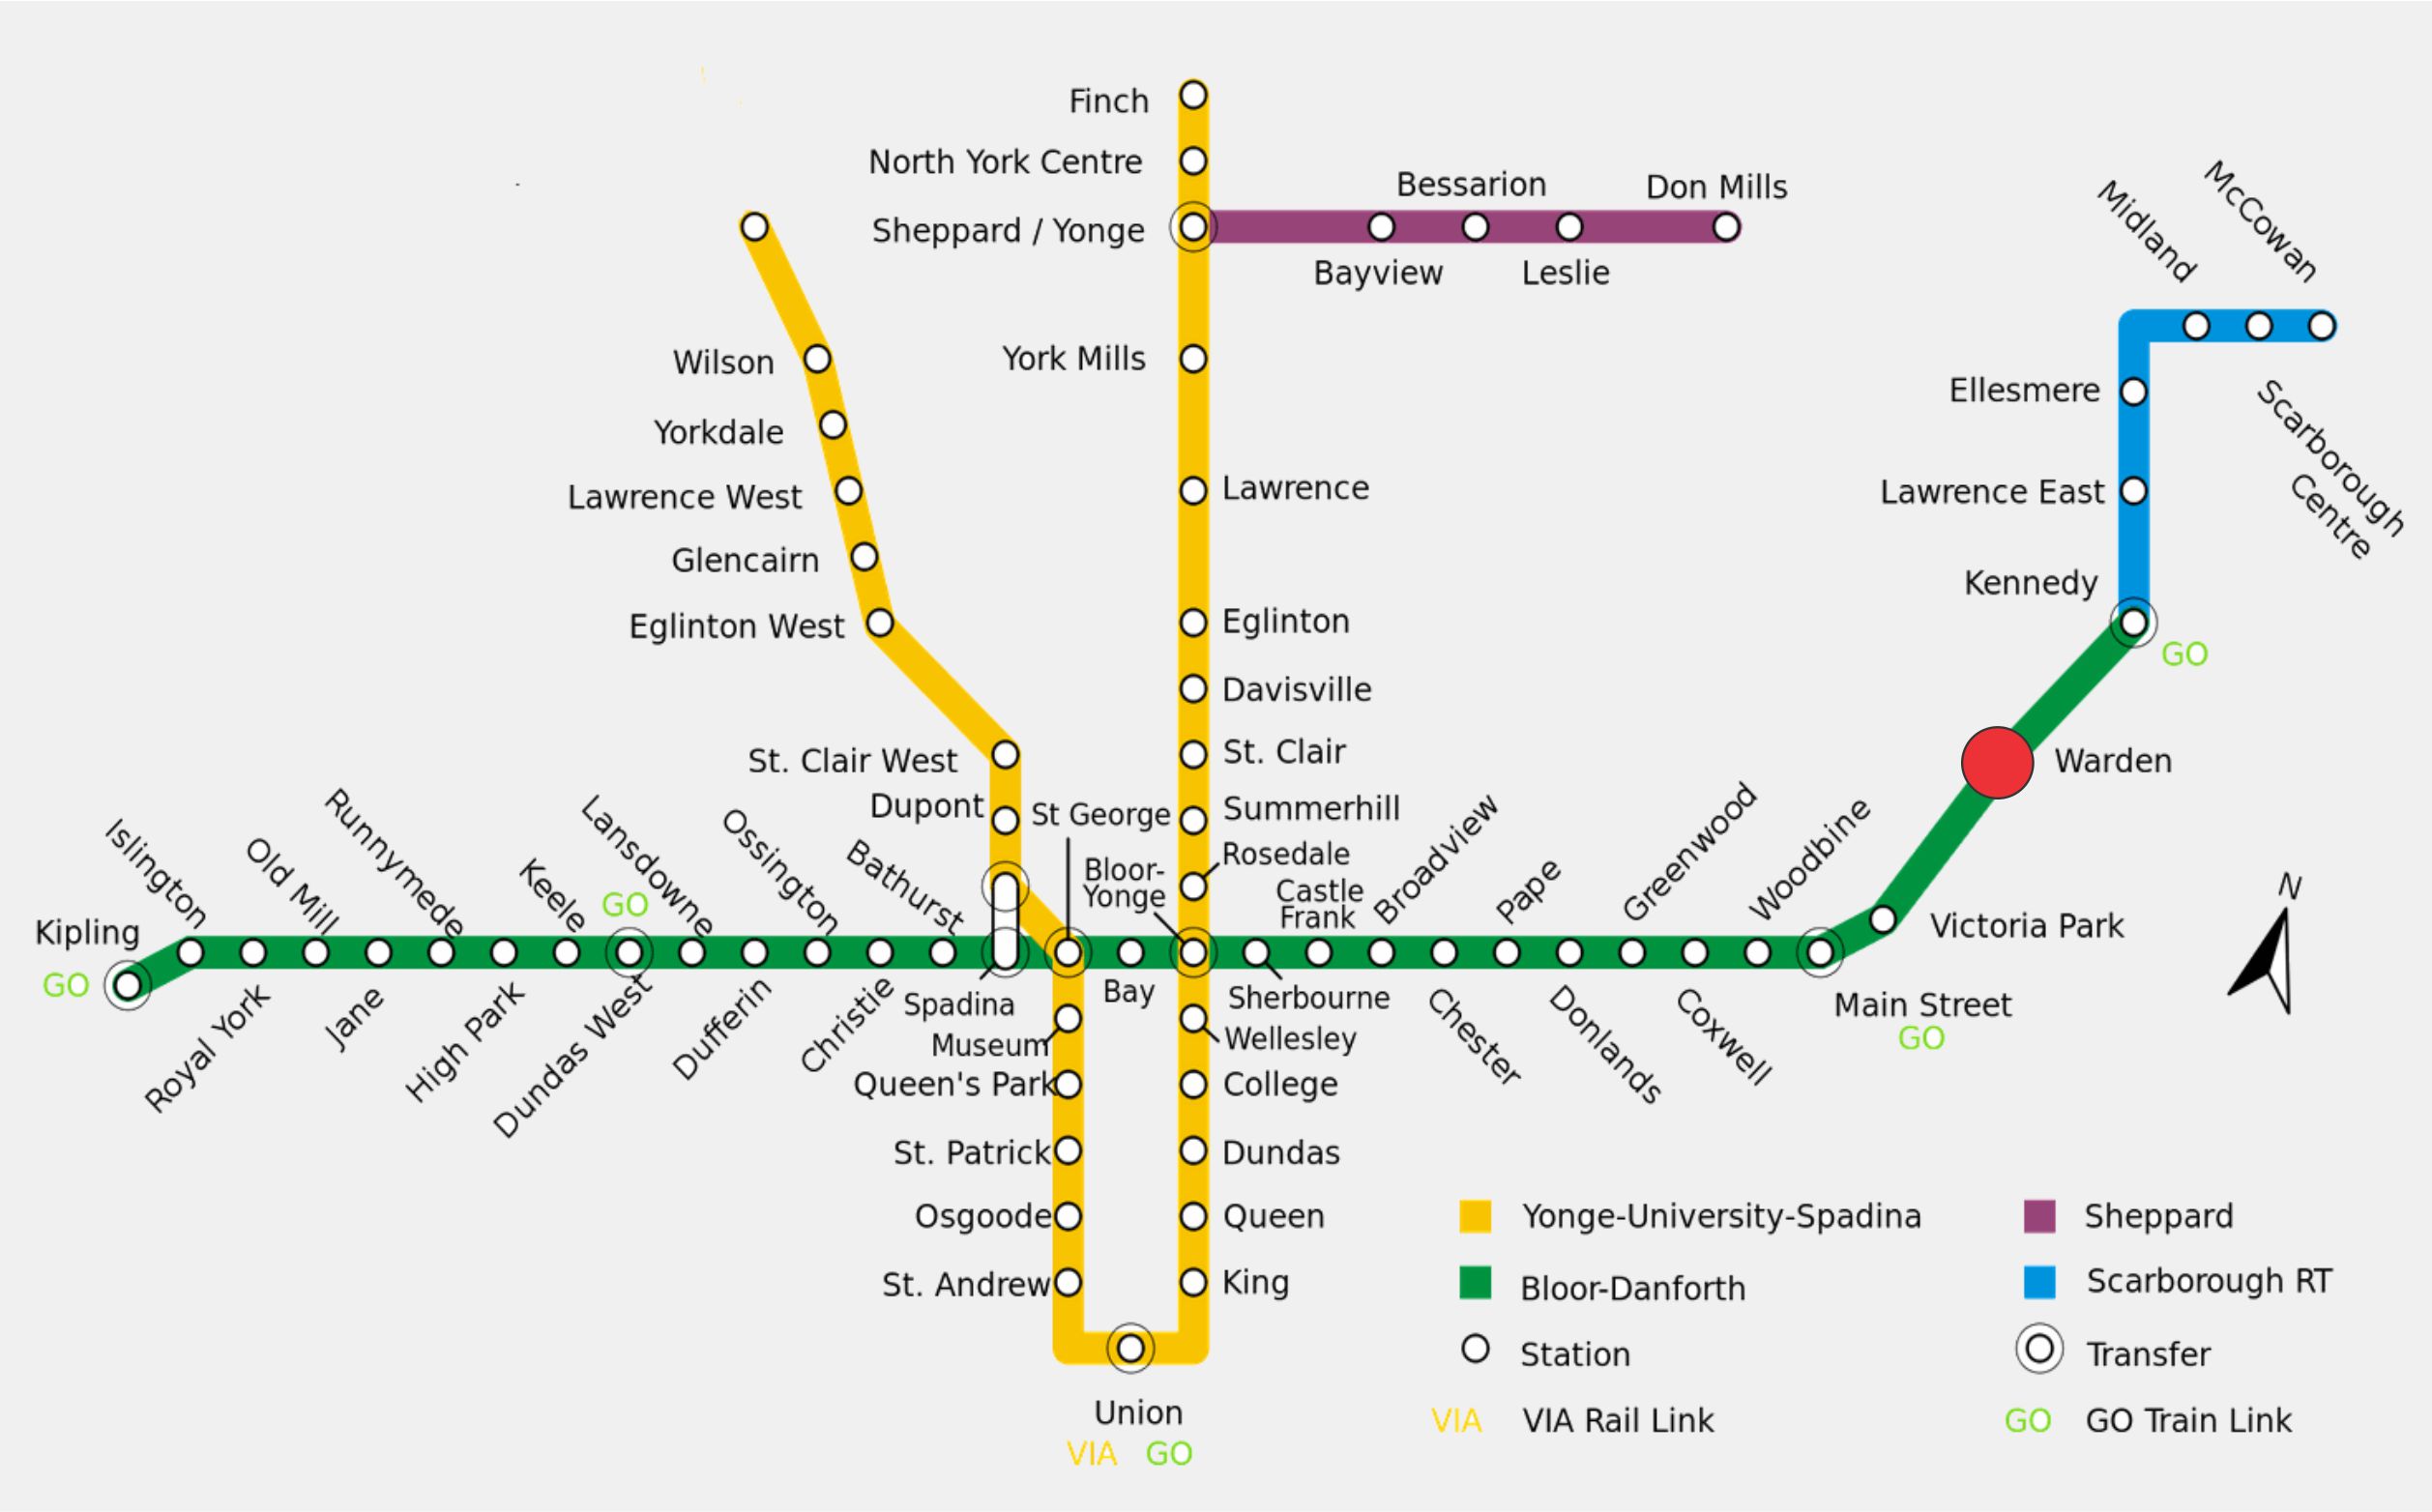 Finch
North York Centre
Sheppard / Yonge
Bessarion
Don Mills
Bayview
Leslie
Midland
McCowan
Scarborough
Centre
Wilson
York Mills
Ellesmere
Yorkdale
Lawrence West
Lawrence
Lawrence East
Glencairn
Kennedy
GO
Eglinton West
Eglinton
Davisville
St. Clair West
St. Clair
Warden
Dupont
St George
Summerhill
Rosedale
Bloor-
Yonge
Castle
Frank
Kipling
GO
Islington
Old Mill
Runnymede
Keele
GO
Lansdowne
Ossington
Bathurst
Broadview
Pape
Greenwood
Woodbine
Victoria Park
N
Royal York
Jane
High Park
Dundas West
Dufferin
Christie
Spadina
Bay
Sherbourne
Chester
Donlands
Coxwell
Main Street
GO
Museum
Wellesley
Queen's Park
College
St. Patrick
Dundas
Osgoode
Queen
St. Andrew
King
Union
VIA GO
Yonge-University-Spadina
Sheppard
Bloor-Danforth
Scarborough RT
Station
Transfer
VIA VIA Rail Link
GO GO Train Link